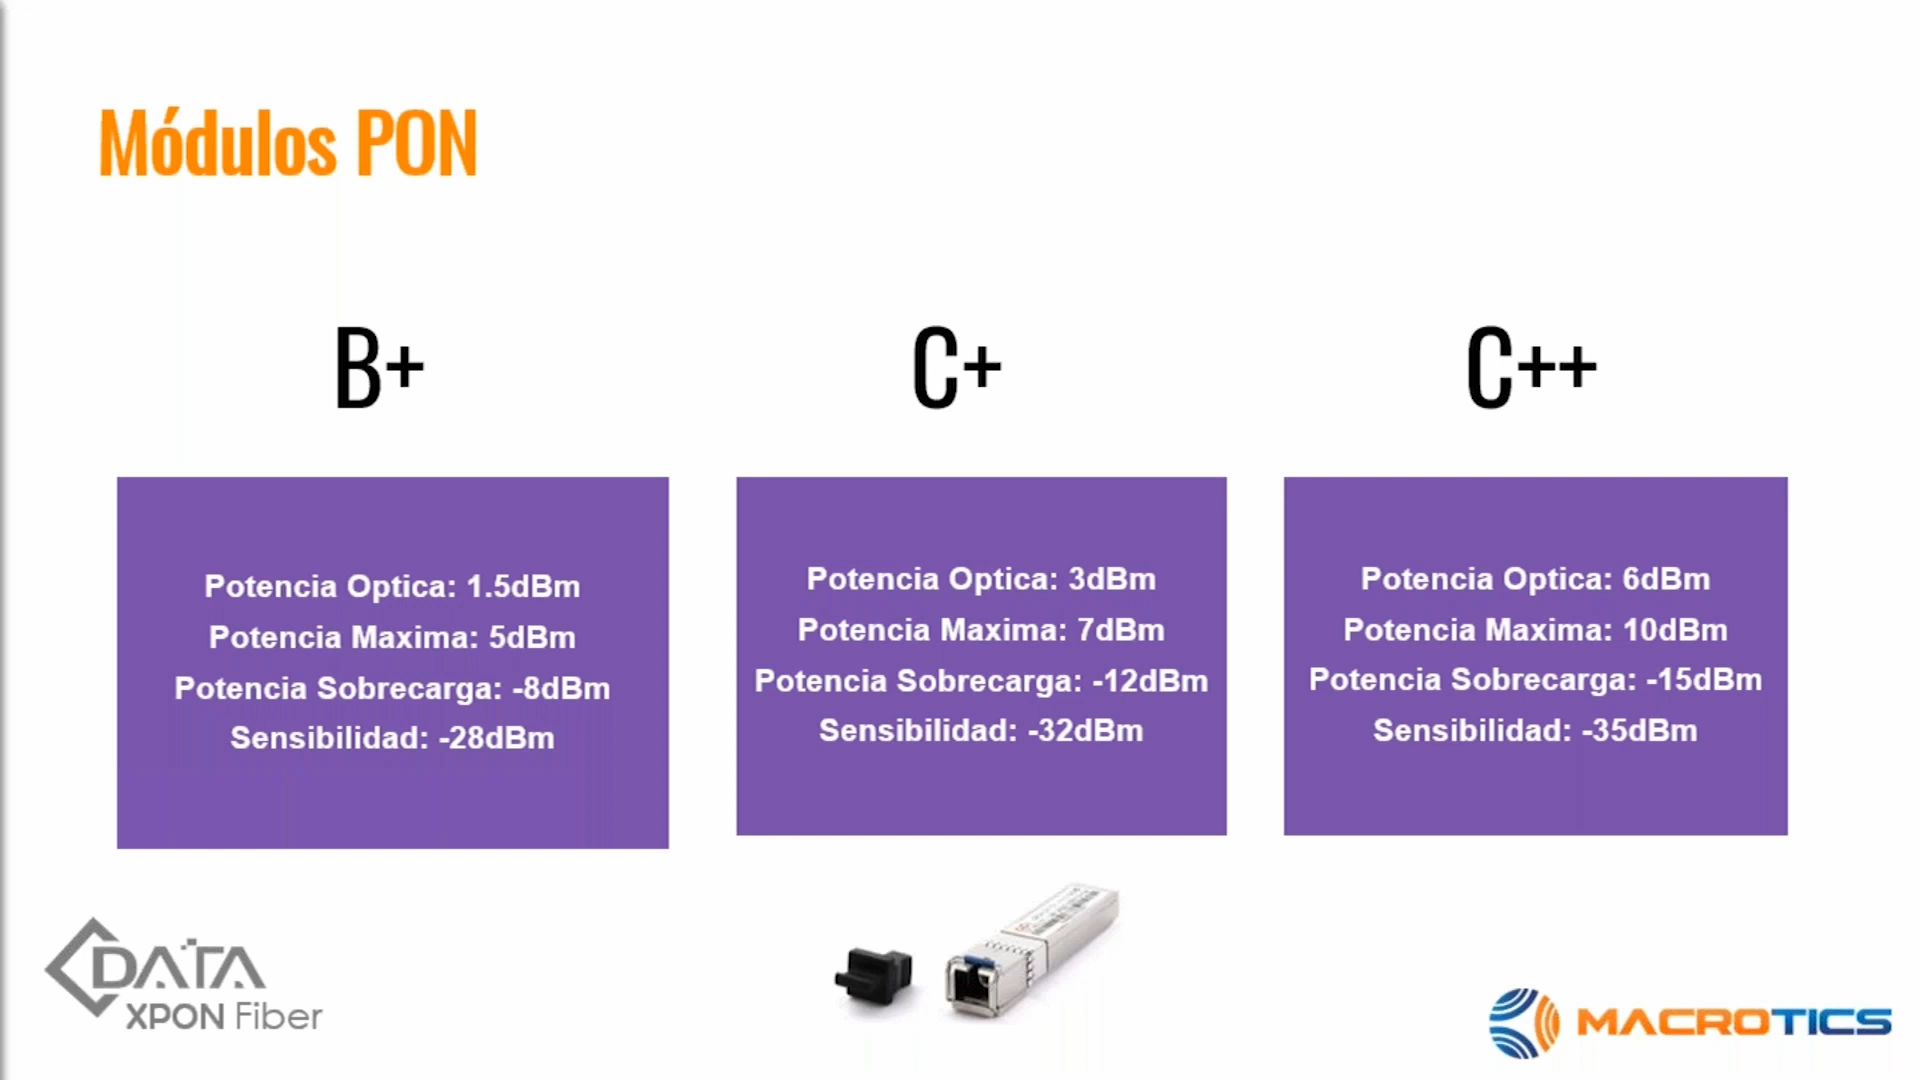 Módulos PON
B+
C+
C++
Potencia Optica: 1.5dBm
Potencia Maxima: 5dBm
Potencia Sobrecarga: -8dBm
Sensibilidad: -28dBm
Potencia Optica: 3dBm
Potencia Maxima: 7dBm
Potencia Sobrecarga: -12dBm
Sensibilidad: -32dBm
Potencia Optica: 6dBm
Potencia Maxima: 10dBm
Potencia Sobrecarga: -15dBm
Sensibilidad: -35dBm
DATA
XPON Fiber
MACROTICS